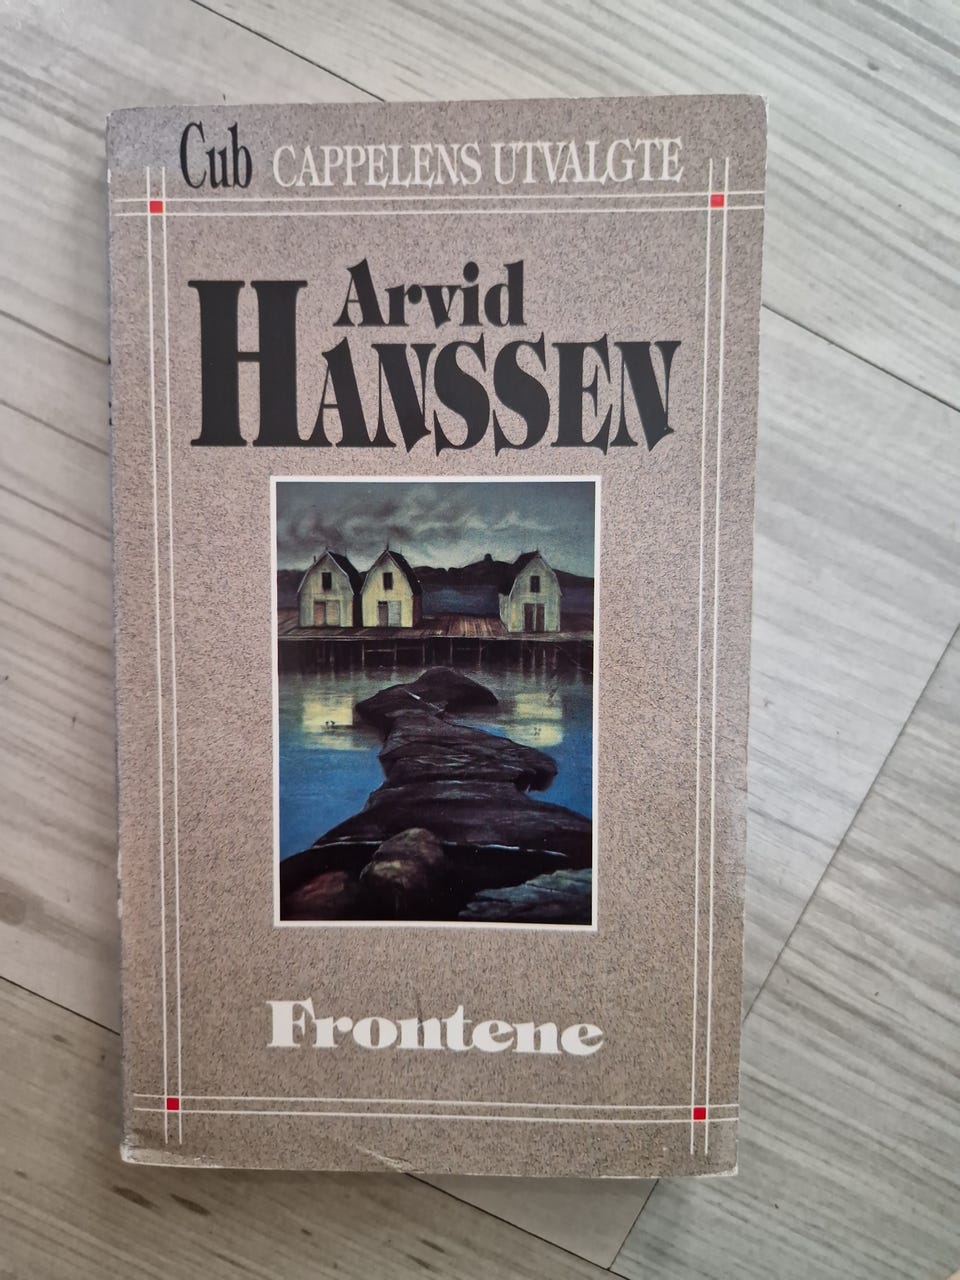 Cub CAPPELENS UTVALGTE
Arvid
HANSSEN
Frontene